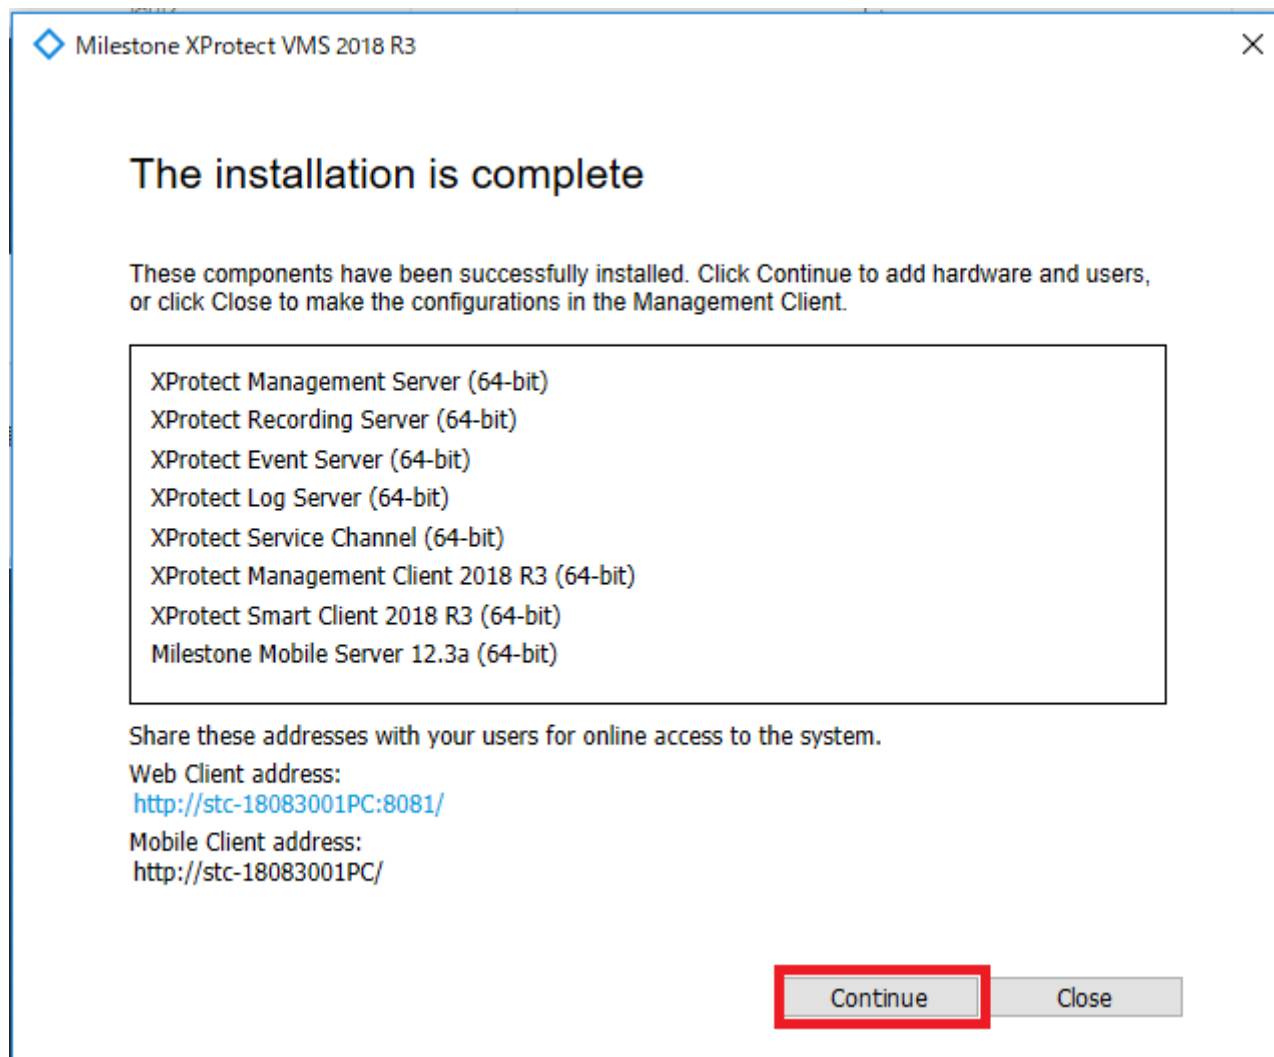 Milestone XProtect VMS 2018 R3
The installation is complete
These components have been successfully installed. Click Continue to add hardware and users,
or click Close to make the configurations in the Management Client.
XProtect Management Server (64-bit)
XProtect Recording Server (64-bit)
XProtect Event Server (64-bit)
XProtect Log Server (64-bit)
XProtect Service Channel (64-bit)
XProtect Management Client 2018 R3 (64-bit)
XProtect Smart Client 2018 R3 (64-bit)
Milestone Mobile Server 12.3a (64-bit)
Share these addresses with your users for online access to the system.
Web Client address:
http://stc-18083001PC:8081/
Mobile Client address:
http://stc-18083001PC/
Continue Close